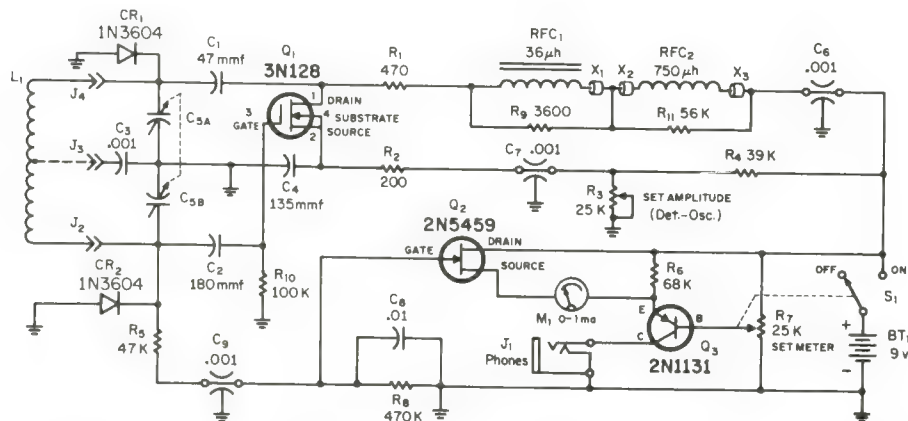 CR1
1N3604
C1
47 mmf
Q1
3N128
R1
470
RFC1
36μh
X1
X2
RFC2
750μh
X3
C6
.001
L1
J4
C5A
3
GATE
1
DRAIN
4
SUBSTRATE
SOURCE
2
R9 3600
R11 56K
J3
C3
.001
C4
135mmf
R2
200
C7 .001
R4 39K
C5B
R3
25K
SET AMPLITUDE
(Det.-Osc.)
J2
C2
180mmf
Q2
2N5459
GATE
DRAIN
SOURCE
CR2
1N3604
R10
100K
R6
68K
OFF
ON
S1
M1 0-1ma
E
B
C
Q3
2N1131
R7
25K
SET METER
+
BT1
9v
-
R5
47K
C8
.01
J1
Phones
C9
.001
R8
470K